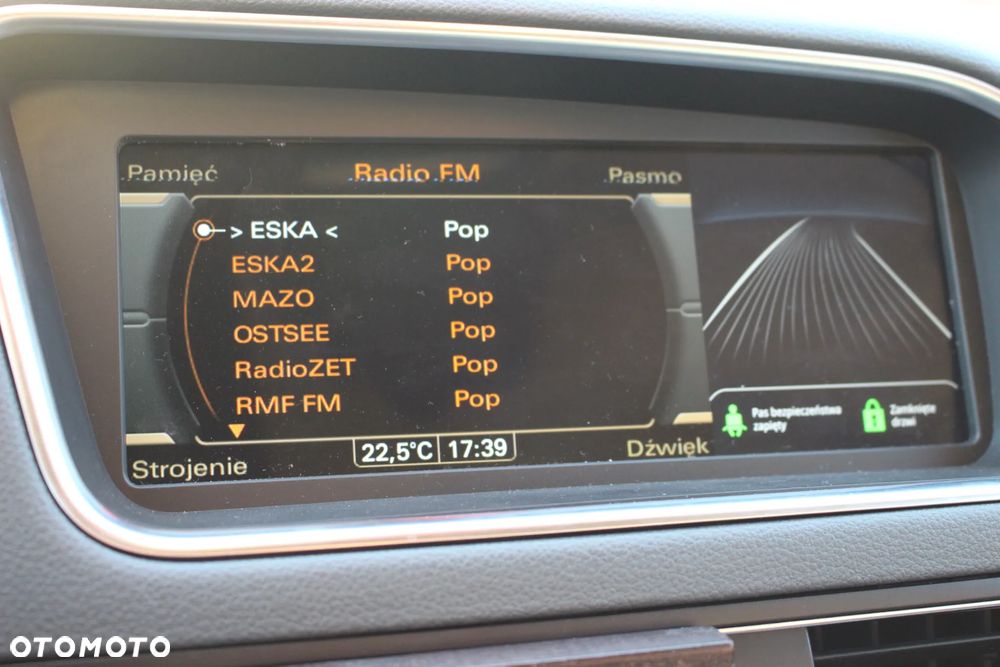 Pamięć Radio FM Pasmo
> ESKA < Pop
ESKA2 Pop
MAZO Pop
OSTSEE Pop
RadioZET Pop
RMF FM Pop
Pas bezpieczeństwa
zapięty
Zamknięte
drzwi
Strojenie 22,5°C 17:39 Dźwięk
OTOMOTO